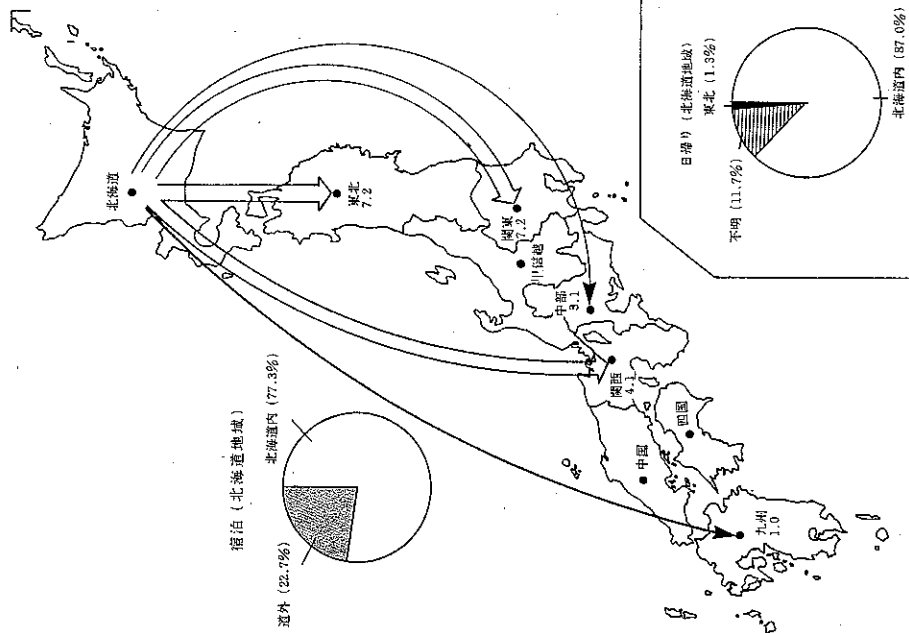 北海道
東北
7.2
関東
7.2
甲信越
中部
3.1
関西
4.1
中国
四国
九州
1.0
宿泊 (北海道地域)
道外 (22.7%)
北海道内 (77.3%)
日帰り (北海道地域)
東北 (1.3%)
不明 (11.7%)
北海道内 (87.0%)